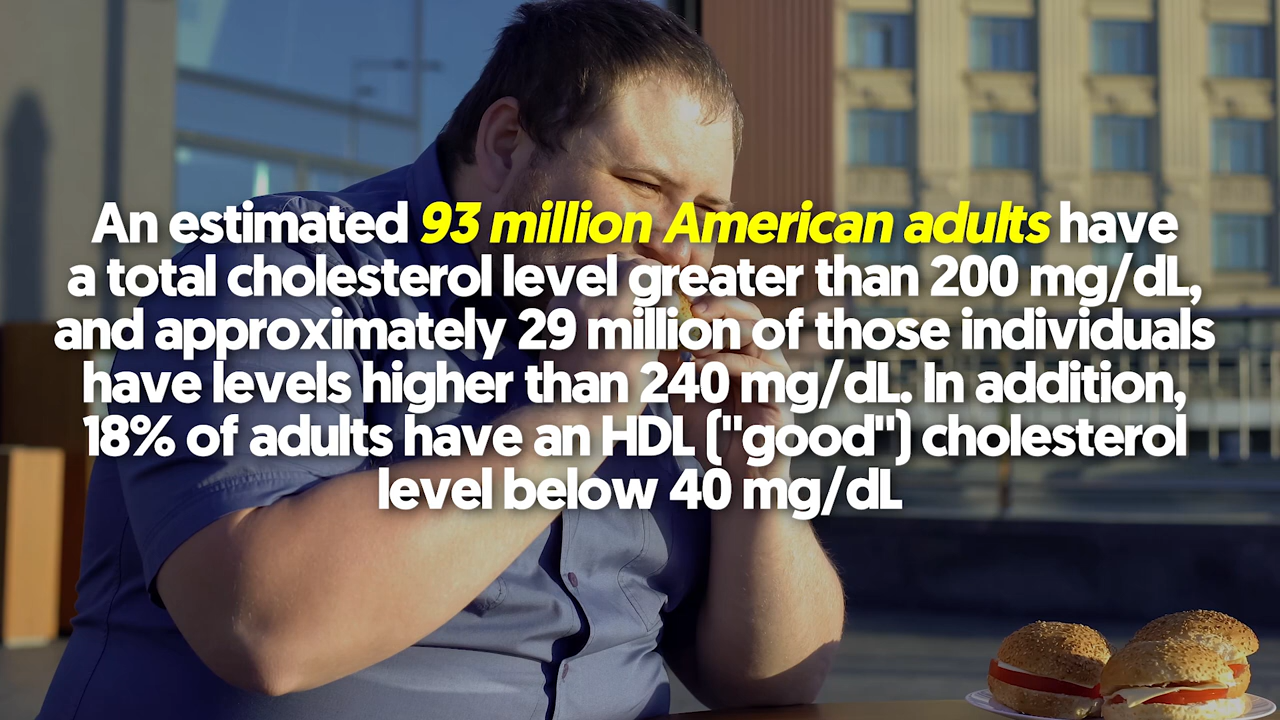 An estimated 93 million American adults have
a total cholesterol level greater than 200 mg/dL,
and approximately 29 million of those individuals
have levels higher than 240 mg/dL. In addition,
18% of adults have an HDL ("good") cholesterol
level below 40 mg/dL